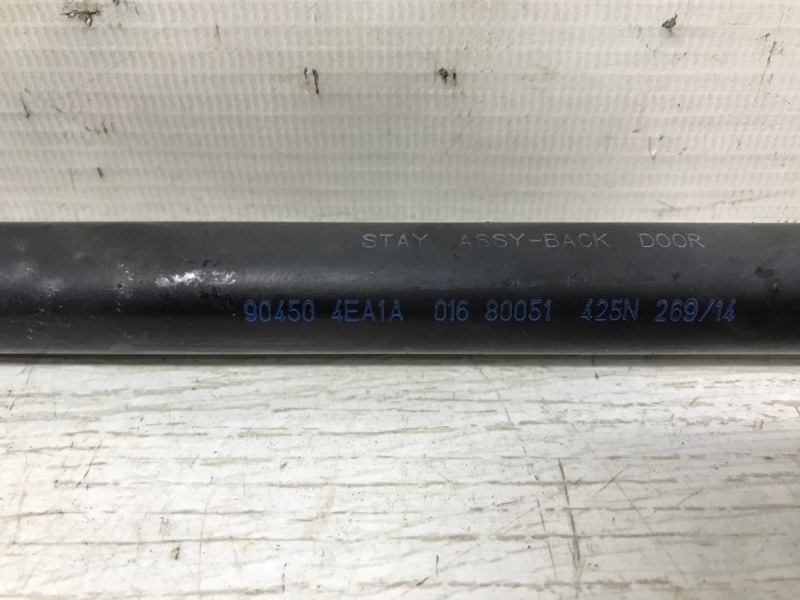 STAY ASSY-BACK DOOR
90450 4EA1A 016 80051 425N 269/14